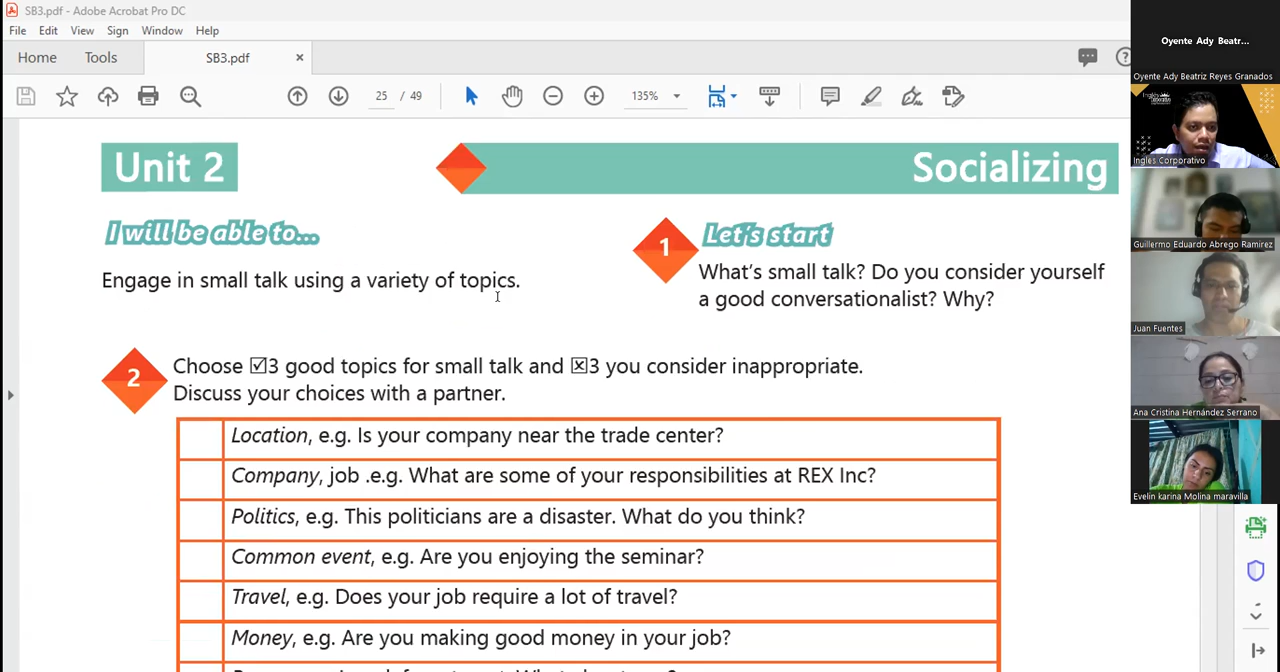 SB3.pdf - Adobe Acrobat Pro DC
File Edit View Sign Window Help
Home Tools SB3.pdf ×
25 / 49 135%
Unit 2
Socializing
I will be able to...
Engage in small talk using a variety of topics.
1
Let's start
What's small talk? Do you consider yourself
a good conversationalist? Why?
2
Choose ☑3 good topics for small talk and ☒3 you consider inappropriate.
Discuss your choices with a partner.
Location, e.g. Is your company near the trade center?
Company, job .e.g. What are some of your responsibilities at REX Inc?
Politics, e.g. This politicians are a disaster. What do you think?
Common event, e.g. Are you enjoying the seminar?
Travel, e.g. Does your job require a lot of travel?
Money, e.g. Are you making good money in your job?
Oyente Ady Beatr...
Oyente Ady Beatriz Reyes Granados
Ingles Corporativo
Guillermo Eduardo Abrego Ramirez
Juan Fuentes
Ana Cristina Hernández Serrano
Evelin karina Molina maravilla